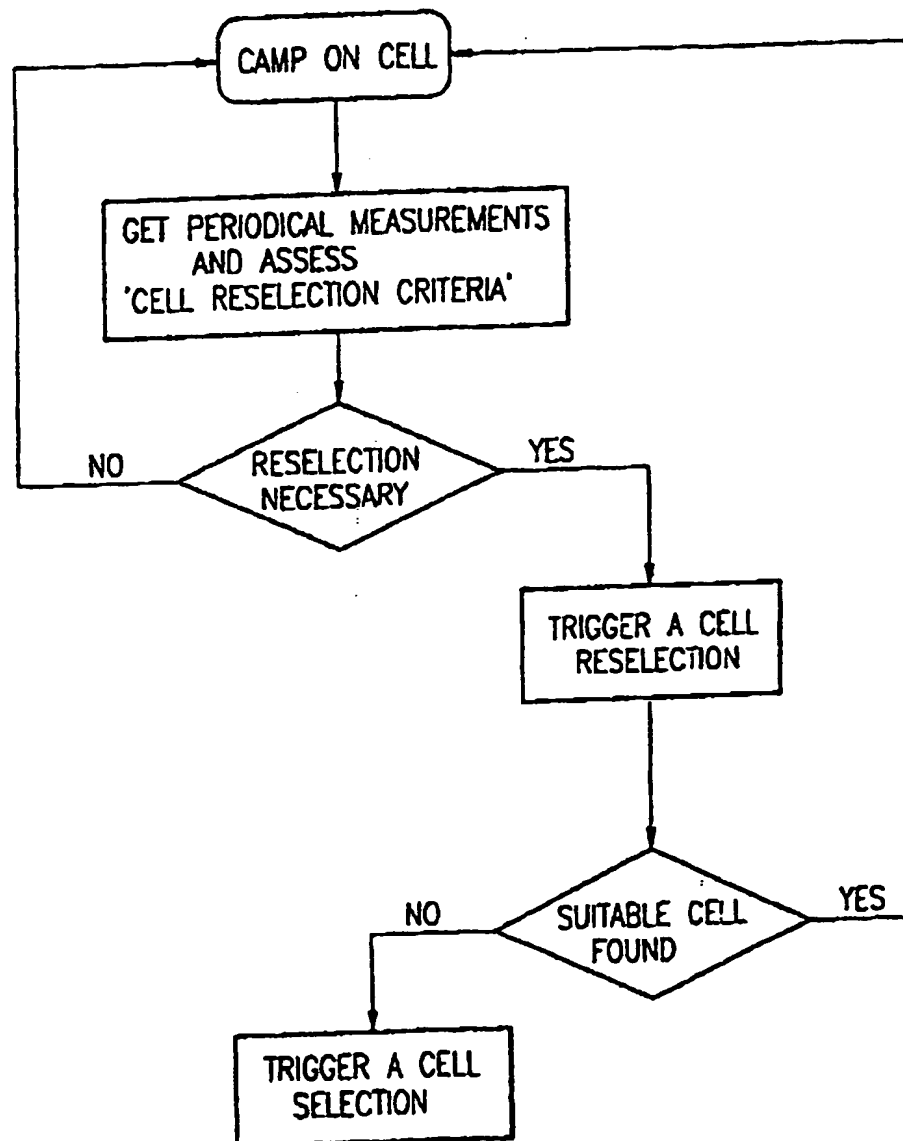 CAMP ON CELL
GET PERIODICAL MEASUREMENTS
AND ASSESS
'CELL RESELECTION CRITERIA'
NO
RESELECTION
NECESSARY
YES
TRIGGER A CELL
RESELECTION
NO
SUITABLE CELL
FOUND
YES
TRIGGER A CELL
SELECTION